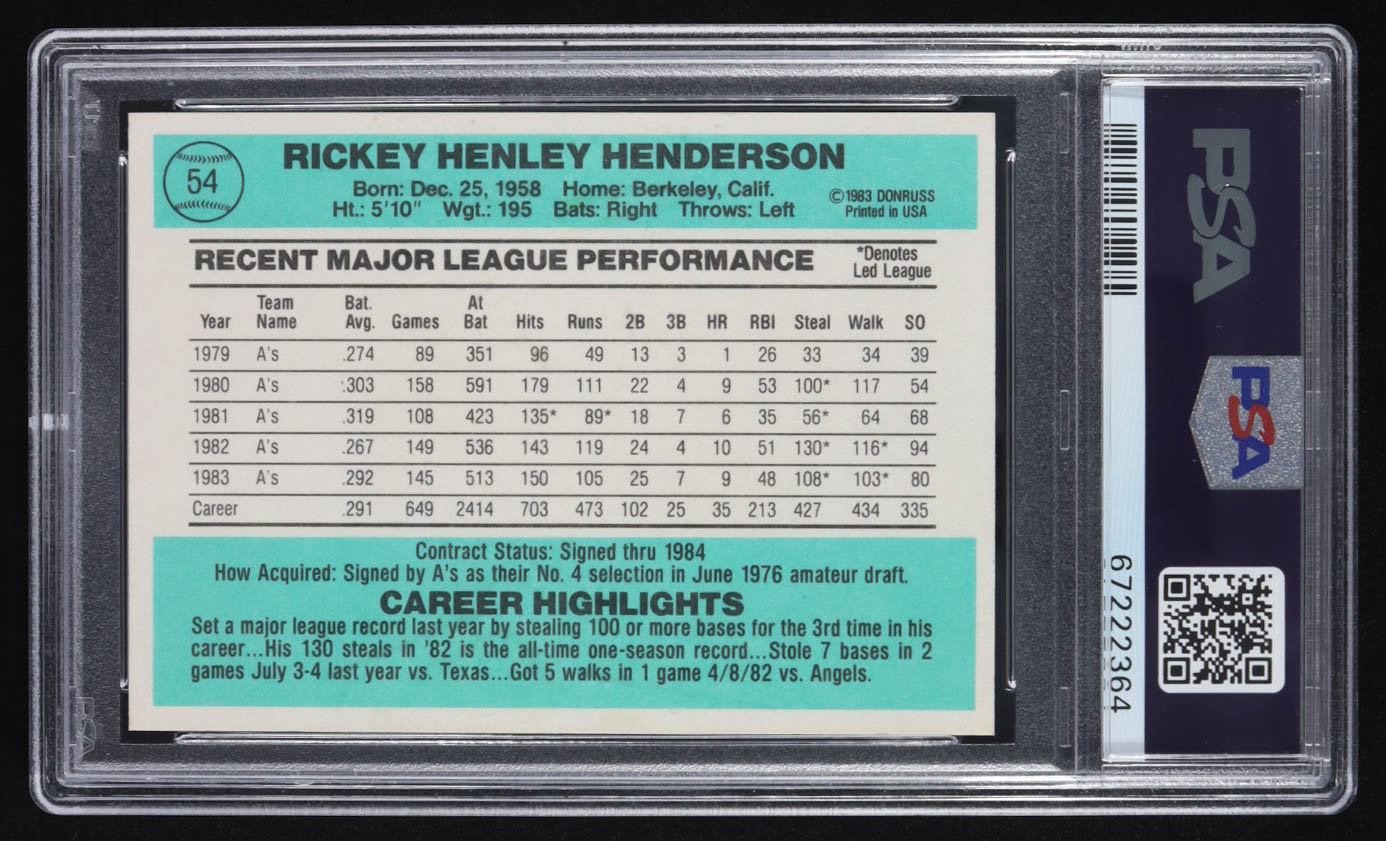 54
RICKEY HENLEY HENDERSON
Born: Dec. 25, 1958 Home: Berkeley, Calif.
Ht.: 5'10" Wgt.: 195 Bats: Right Throws: Left
©1983 DONRUSS
Printed in USA
RECENT MAJOR LEAGUE PERFORMANCE
*Denotes
Led League
Year Team Name Bat. Avg. Games At Bat Hits Runs 2B 3B HR RBI Steal Walk SO
1979 A's .274 89 351 96 49 13 3 1 26 33 34 39
1980 A's .303 158 591 179 111 22 4 9 53 100* 117 54
1981 A's .319 108 423 135* 89* 18 7 6 35 56* 64 68
1982 A's .267 149 536 143 119 24 4 10 51 130* 116* 94
1983 A's .292 145 513 150 105 25 7 9 48 108* 103* 80
Career .291 649 2414 703 473 102 25 35 213 427 434 335
Contract Status: Signed thru 1984
How Acquired: Signed by A's as their No. 4 selection in June 1976 amateur draft.
CAREER HIGHLIGHTS
Set a major league record last year by stealing 100 or more bases for the 3rd time in his
career...His 130 steals in '82 is the all-time one-season record...Stole 7 bases in 2
games July 3-4 last year vs. Texas...Got 5 walks in 1 game 4/8/82 vs. Angels.
PSA
PSA
67222364
PSA